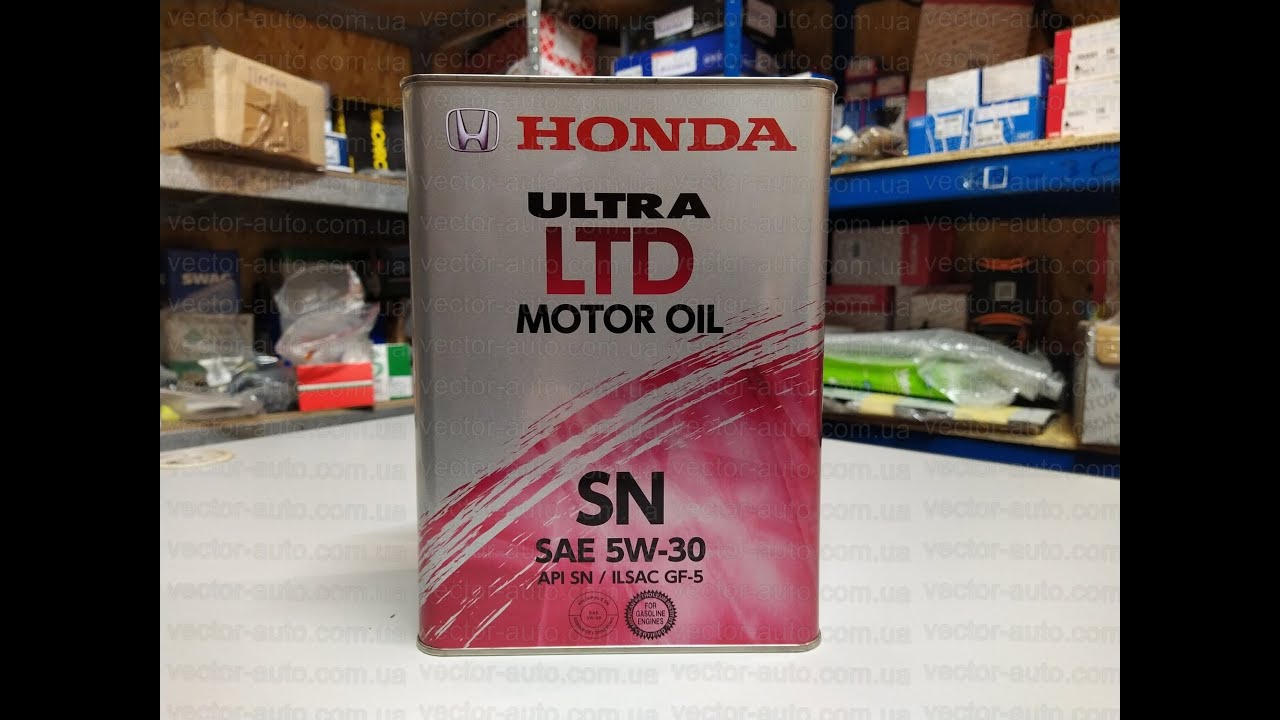 HONDA
ULTRA
LTD
MOTOR OIL
SN
SAE 5W-30
API SN / ILSAC GF-5
FOR
GASOLINE
ENGINES
SWAG
vector-auto.com.ua